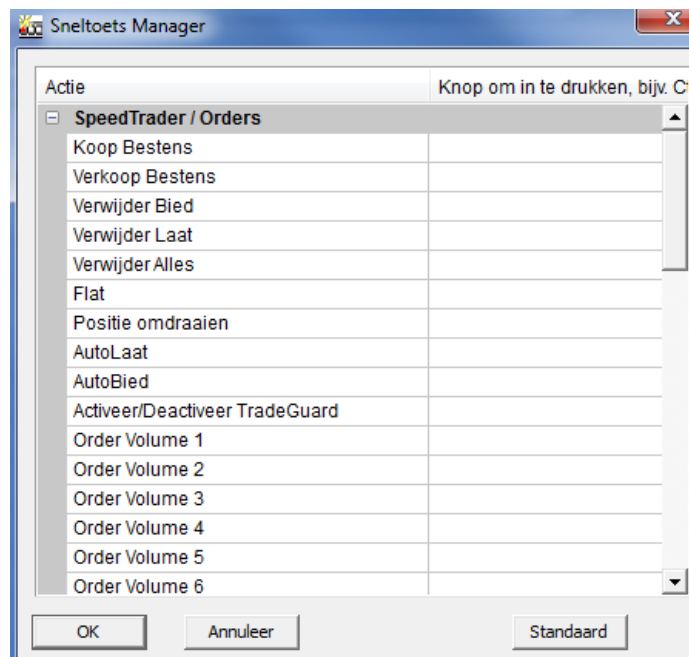 Sneltoets Manager
Actie Knop om in te drukken, bijv. Ct
SpeedTrader / Orders
Koop Bestens
Verkoop Bestens
Verwijder Bied
Verwijder Laat
Verwijder Alles
Flat
Positie omdraaien
AutoLaat
AutoBied
Activeer/Deactiveer TradeGuard
Order Volume 1
Order Volume 2
Order Volume 3
Order Volume 4
Order Volume 5
Order Volume 6
OK Annuleer Standaard